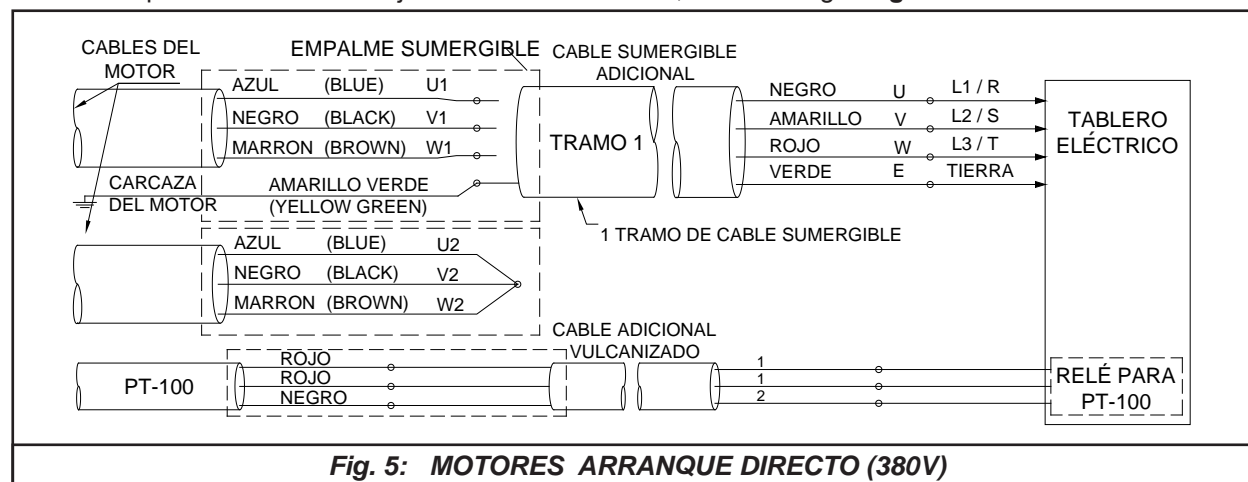 CABLES DEL
MOTOR
EMPALME SUMERGIBLE
CABLE SUMERGIBLE
ADICIONAL
AZUL (BLUE) U1
NEGRO (BLACK) V1
MARRON (BROWN) W1
AMARILLO VERDE
(YELLOW GREEN)
CARCAZA
DEL MOTOR
TRAMO 1
1 TRAMO DE CABLE SUMERGIBLE
NEGRO U L1 / R
AMARILLO V L2 / S
ROJO W L3 / T
VERDE E TIERRA
TABLERO
ELÉCTRICO
AZUL (BLUE) U2
NEGRO (BLACK) V2
MARRON (BROWN) W2
CABLE ADICIONAL
VULCANIZADO
PT-100
ROJO
ROJO
NEGRO
1
1
2
RELÉ PARA
PT-100
Fig. 5: MOTORES ARRANQUE DIRECTO (380V)